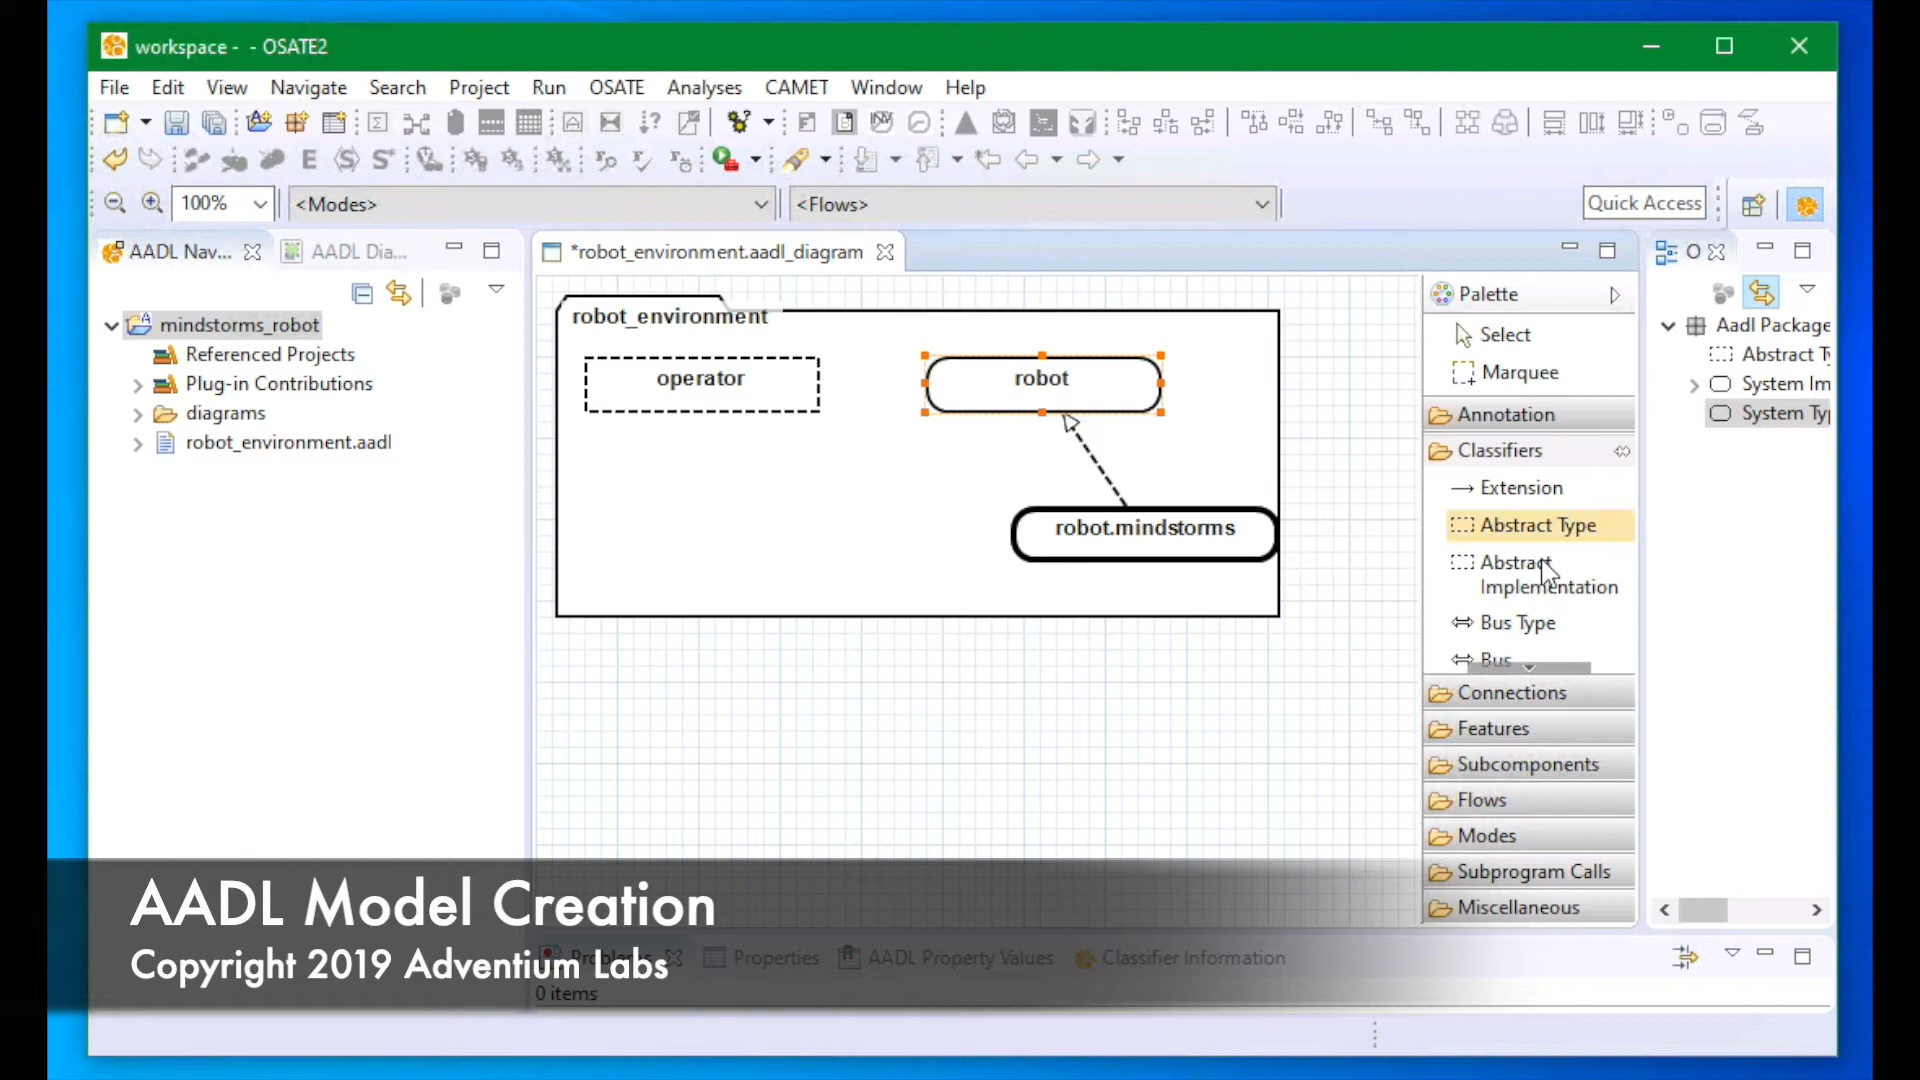 workspace - - OSATE2
File Edit View Navigate Search Project Run OSATE Analyses CAMET Window Help
100% <Modes> <Flows> Quick Access
AADL Nav... AADL Dia... *robot_environment.aadl_diagram O
mindstorms_robot
Referenced Projects
Plug-in Contributions
diagrams
robot_environment.aadl
robot_environment
operator
robot
robot.mindstorms
Palette
Select
Marquee
Annotation
Classifiers
Extension
Abstract Type
Abstract
Implementation
Bus Type
Bus
Connections
Features
Subcomponents
Flows
Modes
Subprogram Calls
Miscellaneous
Aadl Package
Abstract Ty
System Im
System Typ
Problems Properties AADL Property Values Classifier Information
0 items
AADL Model Creation
Copyright 2019 Adventium Labs